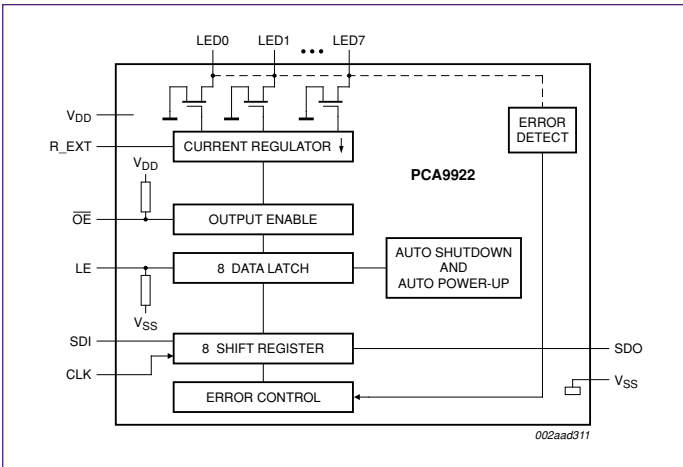 LED0 LED1 ••• LED7
VDD
R_EXT
CURRENT REGULATOR
ERROR
DETECT
VDD
PCA9922
OE
OUTPUT ENABLE
LE
8 DATA LATCH
AUTO SHUTDOWN
AND
AUTO POWER-UP
VSS
SDI
8 SHIFT REGISTER
SDO
CLK
VSS
ERROR CONTROL
002aad311